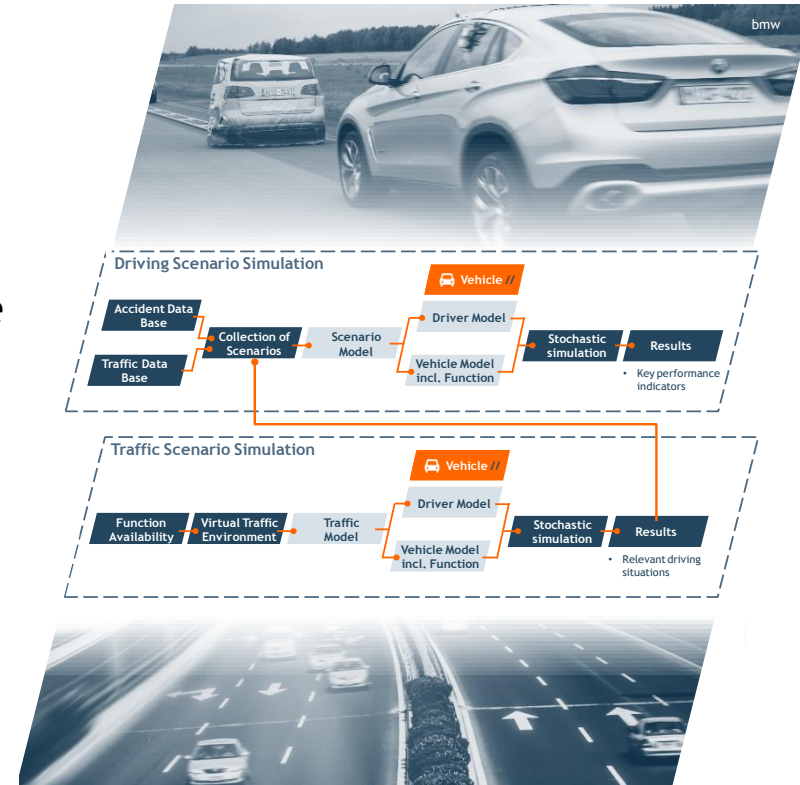 bmw
e
Driving Scenario Simulation
Vehicle //
Accident Data
Base
Traffic Data
Base
Collection of
Scenarios
Scenario
Model
Driver Model
Vehicle Model
incl. Function
Stochastic
simulation
Results
• Key performance
indicators
Traffic Scenario Simulation
Vehicle //
Function
Availability
Virtual Traffic
Environment
Traffic
Model
Driver Model
Vehicle Model
incl. Function
Stochastic
simulation
Results
• Relevant driving
situations